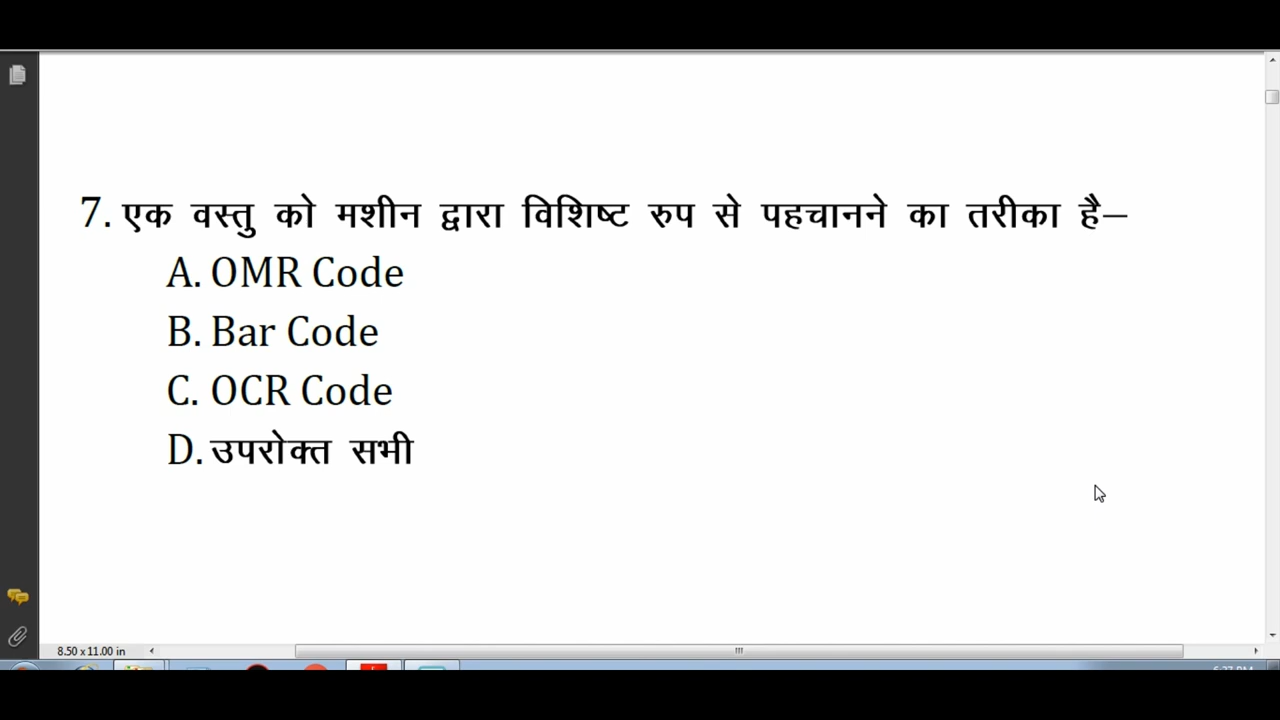 7. एक वस्तु को मशीन द्वारा विशिष्ट रुप से पहचानने का तरीका है–
A. OMR Code
B. Bar Code
C. OCR Code
D. उपरोक्त सभी
8.50 x 11.00 in